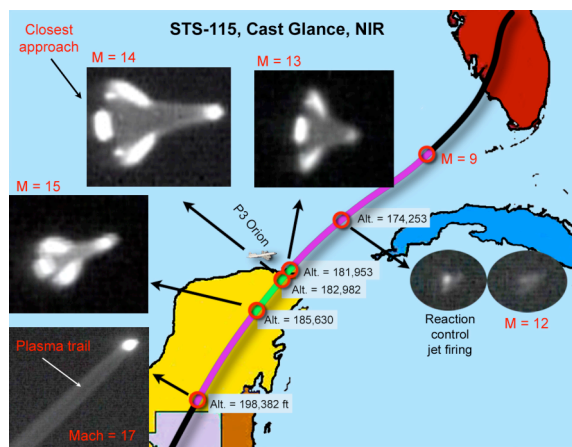 STS-115, Cast Glance, NIR
Closest
approach
M = 14
M = 13
M = 9
M = 15
P3 Orion
Alt. = 174,253
Alt. = 181,953
Alt. = 182,982
Alt. = 185,630
Reaction
control
jet firing
M = 12
Plasma trail
Alt. = 198,382 ft
Mach = 17